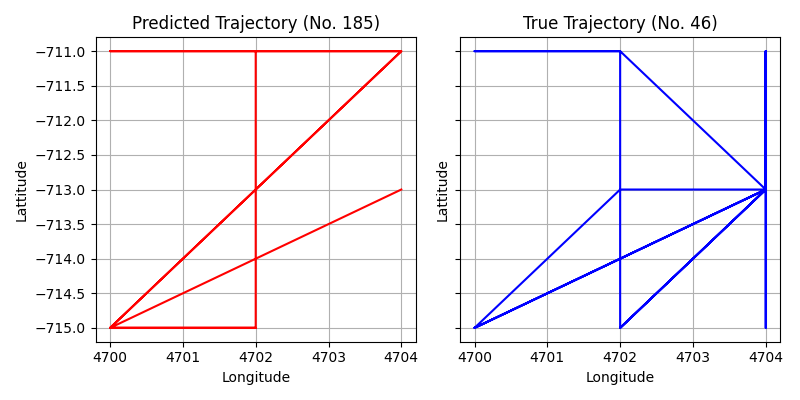 Predicted Trajectory (No. 185)
Lattitude
−711.0
−711.5
−712.0
−712.5
−713.0
−713.5
−714.0
−714.5
−715.0
4700 4701 4702 4703 4704
Longitude
True Trajectory (No. 46)
Lattitude
4700 4701 4702 4703 4704
Longitude